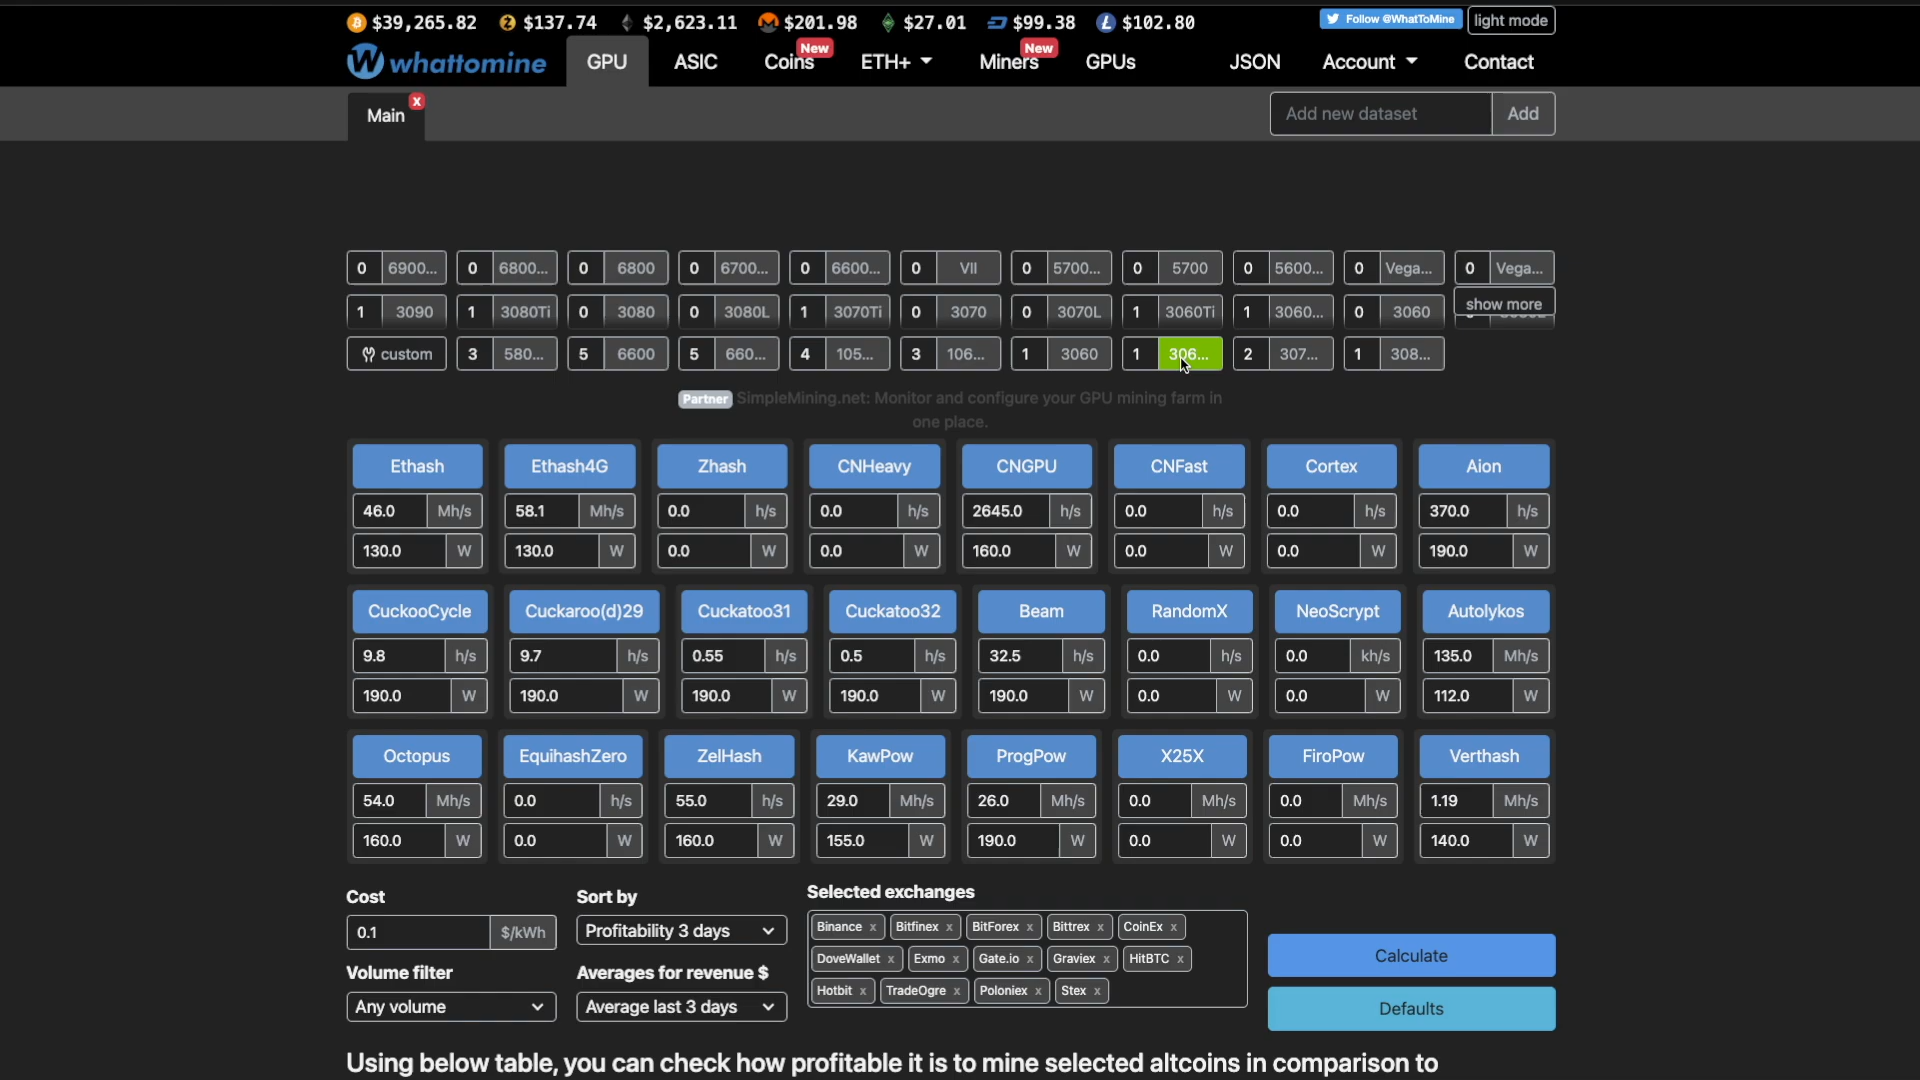 $39,265.82 $137.74 $2,623.11 $201.98 $27.01 $99.38 $102.80 Follow @WhatToMine light mode
whattomine GPU ASIC Coins New ETH+ Miners New GPUs JSON Account Contact
Main x Add new dataset Add
0 6900... 0 6800... 0 6800 0 6700... 0 6600... 0 VII 0 5700... 0 5700 0 5600... 0 Vega... 0 Vega...
1 3090 1 3080Ti 0 3080 0 3080L 1 3070Ti 0 3070 0 3070L 1 3060Ti 1 3060... 0 3060 show more
custom 3 580... 5 6600 5 660... 4 105... 3 106... 1 3060 1 306... 2 307... 1 308...
Partner SimpleMining.net: Monitor and configure your GPU mining farm in
one place.
Ethash Ethash4G Zhash CNHeavy CNGPU CNFast Cortex Aion
46.0 Mh/s 58.1 Mh/s 0.0 h/s 0.0 h/s 2645.0 h/s 0.0 h/s 0.0 h/s 370.0 h/s
130.0 W 130.0 W 0.0 W 0.0 W 160.0 W 0.0 W 0.0 W 190.0 W
CuckooCycle Cuckaroo(d)29 Cuckatoo31 Cuckatoo32 Beam RandomX NeoScrypt Autolykos
9.8 h/s 9.7 h/s 0.55 h/s 0.5 h/s 32.5 h/s 0.0 h/s 0.0 kh/s 135.0 Mh/s
190.0 W 190.0 W 190.0 W 190.0 W 190.0 W 0.0 W 0.0 W 112.0 W
Octopus EquihashZero ZelHash KawPow ProgPow X25X FiroPow Verthash
54.0 Mh/s 0.0 h/s 55.0 h/s 29.0 Mh/s 26.0 Mh/s 0.0 Mh/s 0.0 Mh/s 1.19 Mh/s
160.0 W 0.0 W 160.0 W 155.0 W 190.0 W 0.0 W 0.0 W 140.0 W
Cost Sort by Selected exchanges
0.1 $/kWh Profitability 3 days Binance x Bitfinex x BitForex x Bittrex x CoinEx x
DoveWallet x Exmo x Gate.io x Graviex x HitBTC x Calculate
Volume filter Averages for revenue $
Any volume Average last 3 days Hotbit x TradeOgre x Poloniex x Stex x Defaults
Using below table, you can check how profitable it is to mine selected altcoins in comparison to